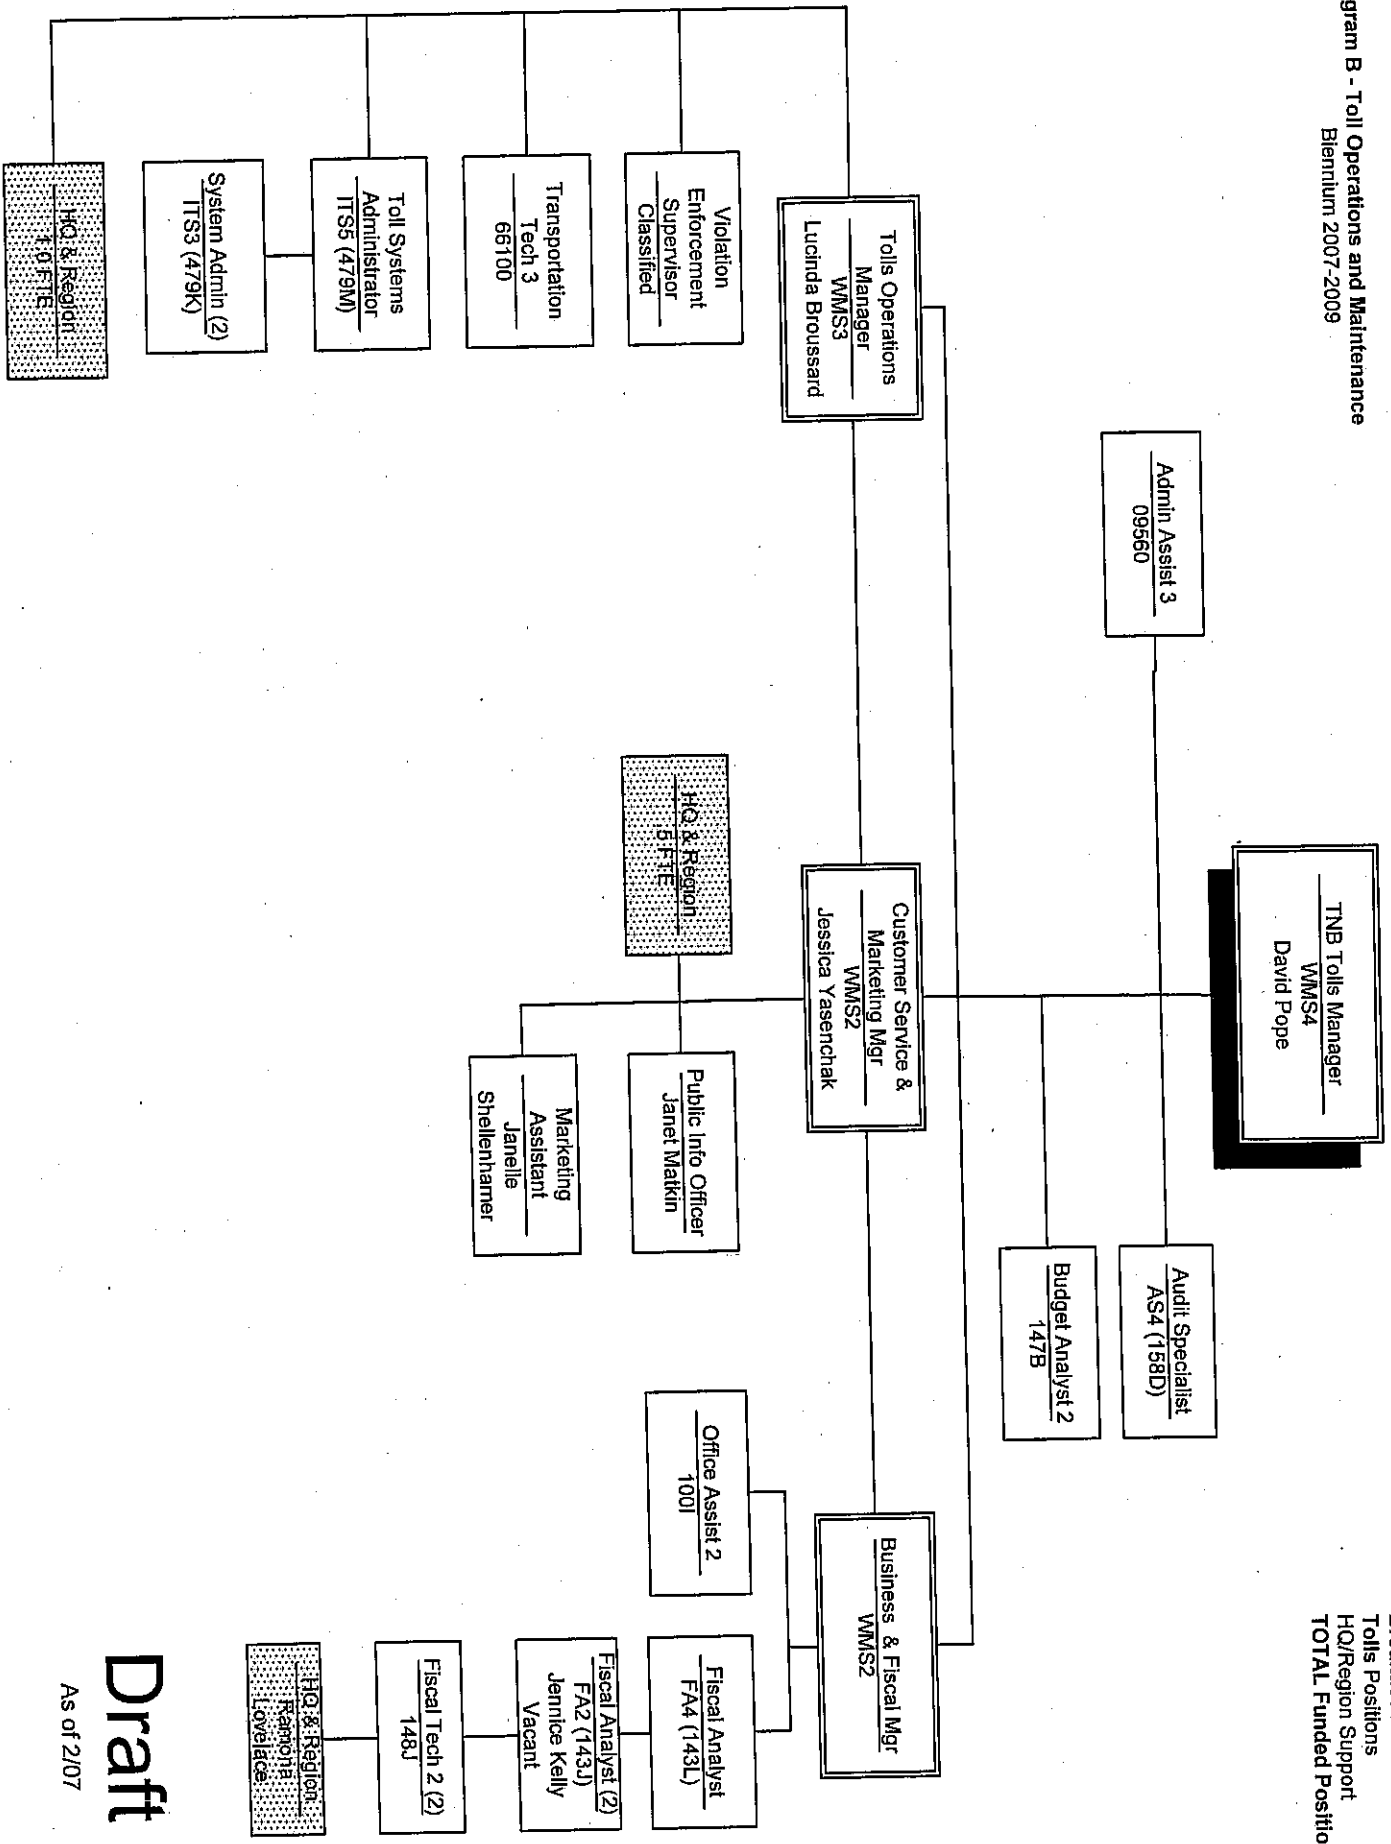 gram B - Toll Operations and Maintenance
Biennium 2007-2009
Tolls Positions
HQ/Region Support
TOTAL Funded Positio
TNB Tolls Manager
WMS4
David Pope
Admin Assist 3
09560
Audit Specialist
AS4 (158D)
Budget Analyst 2
147B
Tolls Operations
Manager
WMS3
Lucinda Broussard
Customer Service &
Marketing Mgr
WMS2
Jessica Yasenchak
Business & Fiscal Mgr
WMS2
Violation
Enforcement
Supervisor
Classified
Transportation
Tech 3
66100
Toll Systems
Administrator
ITS5 (479M)
System Admin (2)
ITS3 (479K)
HQ & Region
1.0 FTE
HQ & Region
.5 FTE
Public Info Officer
Janet Matkin
Marketing
Assistant
Janelle
Shellenhamer
Office Assist 2
100I
Fiscal Analyst
FA4 (143L)
Fiscal Analyst (2)
FA2 (143J)
Jennice Kelly
Vacant
Fiscal Tech 2 (2)
148J
HQ & Region
Ramona
Lovelace
Draft
As of 2/07